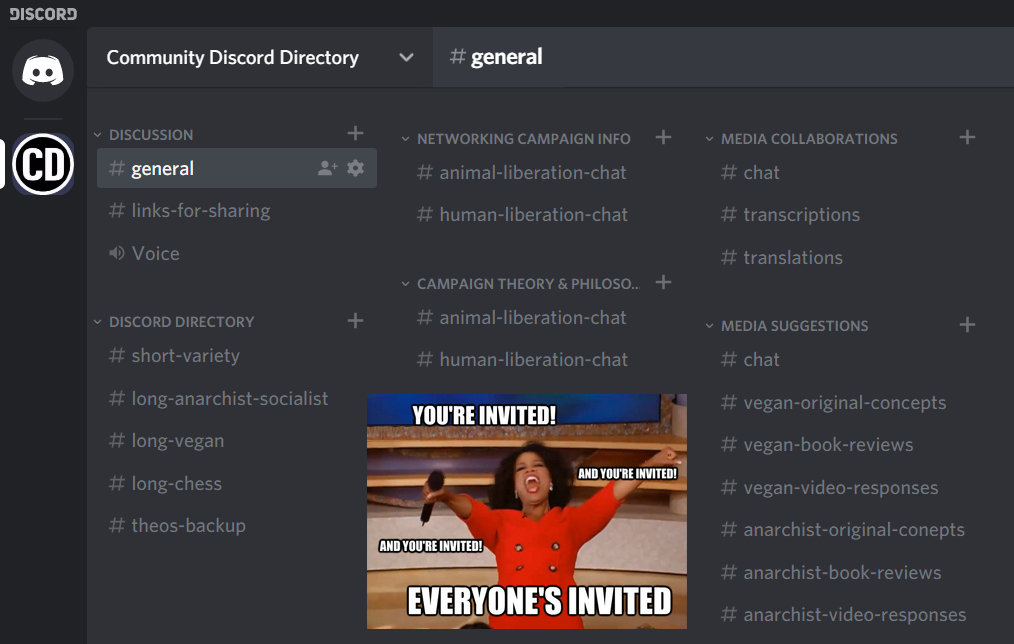 DISCORD
CD
Community Discord Directory
# general
DISCUSSION
# general
# links-for-sharing
Voice
DISCORD DIRECTORY
# short-variety
# long-anarchist-socialist
# long-vegan
# long-chess
# theos-backup
NETWORKING CAMPAIGN INFO
# animal-liberation-chat
# human-liberation-chat
CAMPAIGN THEORY & PHILOSO...
# animal-liberation-chat
# human-liberation-chat
YOU'RE INVITED!
AND YOU'RE INVITED!
AND YOU'RE INVITED!
EVERYONE'S INVITED
MEDIA COLLABORATIONS
# chat
# transcriptions
# translations
MEDIA SUGGESTIONS
# chat
# vegan-original-concepts
# vegan-book-reviews
# vegan-video-responses
# anarchist-original-conepts
# anarchist-book-reviews
# anarchist-video-responses